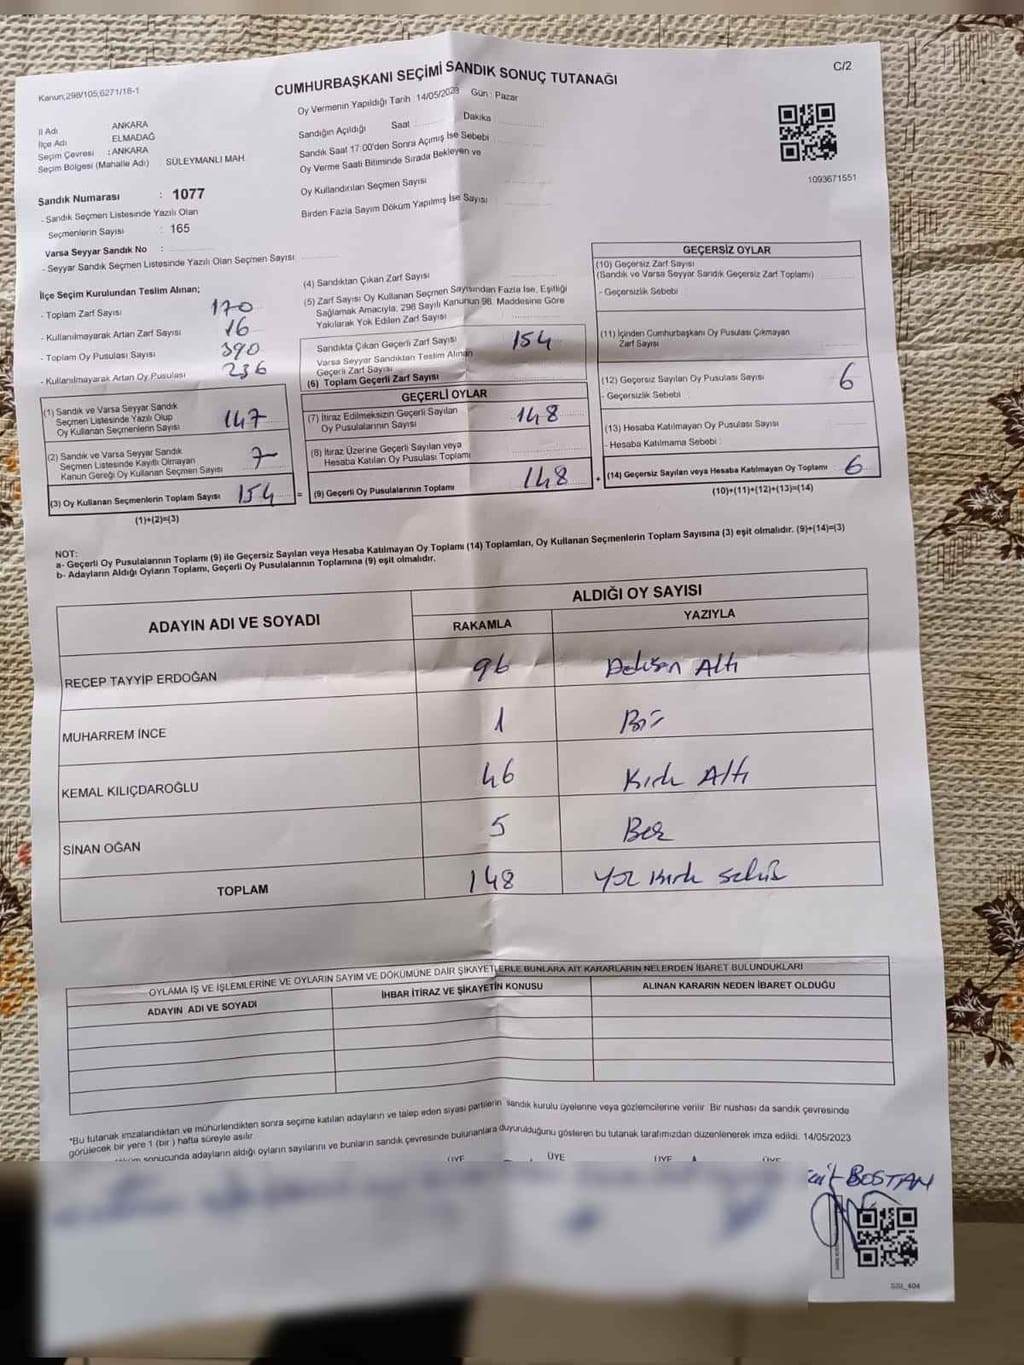 Kanun;298/105;6271/18-1
CUMHURBAŞKANI SEÇİMİ SANDIK SONUÇ TUTANAĞI
C/2
Oy Vermenin Yapıldığı Tarih 14/05/2023 Gün : Pazar
İl Adı ANKARA
İlçe Adı ELMADAĞ
Seçim Çevresi : ANKARA
Seçim Bölgesi (Mahalle Adı) SÜLEYMANLI MAH.
Sandığın Açıldığı Saat Dakika
Sandık Saat 17:00'den Sonra Açımış İse Sebebi
Oy Verme Saati Bitiminde Sırada Bekleyen ve
Oy Kullandırılan Seçmen Sayısı
Birden Fazla Sayım Döküm Yapılmış İse Sayısı
1093671551
Sandık Numarası : 1077
- Sandık Seçmen Listesinde Yazılı Olan
Seçmenlerin Sayısı : 165
Varsa Seyyar Sandık No :
- Seyyar Sandık Seçmen Listesinde Yazılı Olan Seçmen Sayısı
İlçe Seçim Kurulundan Teslim Alınan;
- Toplam Zarf Sayısı 170
- Kullanılmayarak Artan Zarf Sayısı 16
- Toplam Oy Pusulası Sayısı 390
- Kullanılmayarak Artan Oy Pusulası 236
(1) Sandık ve Varsa Seyyar Sandık
Seçmen Listesinde Yazılı Olup
Oy Kullanan Seçmenlerin Sayısı 147
(2) Sandık ve Varsa Seyyar Sandık
Seçmen Listesinde Kayıtlı Olmayan
Kanun Gereği Oy Kullanan Seçmen Sayısı 7
(3) Oy Kullanan Seçmenlerin Toplam Sayısı 154
=
(1)+(2)=(3)
(4) Sandıktan Çıkan Zarf Sayısı
(5) Zarf Sayısı Oy Kullanan Seçmen Sayısından Fazla İse, Eşitliği
Sağlamak Amacıyla, 298 Sayılı Kanunun 98. Maddesine Göre
Yakılarak Yok Edilen Zarf Sayısı
Sandıkta Çıkan Geçerli Zarf Sayısı 154
Varsa Seyyar Sandıktan Teslim Alınan
Geçerli Zarf Sayısı
(6) Toplam Geçerli Zarf Sayısı
GEÇERLİ OYLAR
(7) İtiraz Edilmeksizin Geçerli Sayılan
Oy Pusulalarının Sayısı 148
(8) İtiraz Üzerine Geçerli Sayılan veya
Hesaba Katılan Oy Pusulası Toplamı
(9) Geçerli Oy Pusulalarının Toplamı 148
GEÇERSİZ OYLAR
(10) Geçersiz Zarf Sayısı
(Sandık ve Varsa Seyyar Sandık Geçersiz Zarf Toplamı)
- Geçersizlik Sebebi
(11) İçinden Cumhurbaşkanı Oy Pusulası Çıkmayan
Zarf Sayısı
(12) Geçersiz Sayılan Oy Pusulası Sayısı 6
- Geçersizlik Sebebi
(13) Hesaba Katılmayan Oy Pusulası Sayısı
- Hesaba Katılmama Sebebi :
(14) Geçersiz Sayılan veya Hesaba Katılmayan Oy Toplamı 6
(10)+(11)+(12)+(13)=(14)
NOT:
a- Geçerli Oy Pusulalarının Toplamı (9) ile Geçersiz Sayılan veya Hesaba Katılmayan Oy Toplamı (14) Toplamları, Oy Kullanan Seçmenlerin Toplam Sayısına (3) eşit olmalıdır. (9)+(14)=(3)
b- Adayların Aldığı Oyların Toplamı, Geçerli Oy Pusulalarının Toplamına (9) eşit olmalıdır.
ADAYIN ADI VE SOYADI ALDIĞI OY SAYISI
RAKAMLA YAZIYLA
RECEP TAYYİP ERDOĞAN 96 Doksan Altı
MUHARREM İNCE 1 Bir
KEMAL KILIÇDAROĞLU 46 Kırk Altı
SİNAN OĞAN 5 Beş
TOPLAM 148 Yüz kırk sekiz
OYLAMA İŞ VE İŞLEMLERİNE VE OYLARIN SAYIM VE DÖKÜMÜNE DAİR ŞİKAYETLERLE BUNLARA AİT KARARLARIN NELERDEN İBARET BULUNDUKLARI
ADAYIN ADI VE SOYADI İHBAR İTİRAZ VE ŞİKAYETİN KONUSU ALINAN KARARIN NEDEN İBARET OLDUĞU
*Bu tutanak imzalandıktan ve mühürlendikten sonra seçime katılan adayların ve talep eden siyasi partilerin sandık kurulu üyelerine veya gözlemcilerine verilir. Bir nushası da sandık çevresinde
görülecek bir yere 1 (bir ) hafta süreyle asılır.
sonucunda adayların aldığı oyların sayılarını ve bunların sandık çevresinde bulunanlara duyurulduğunu gösteren bu tutanak tarafımızdan düzenlenerek imza edildi. 14/05/2023
ÜYE ÜYE ÜYE ÜYE
BOSTAN